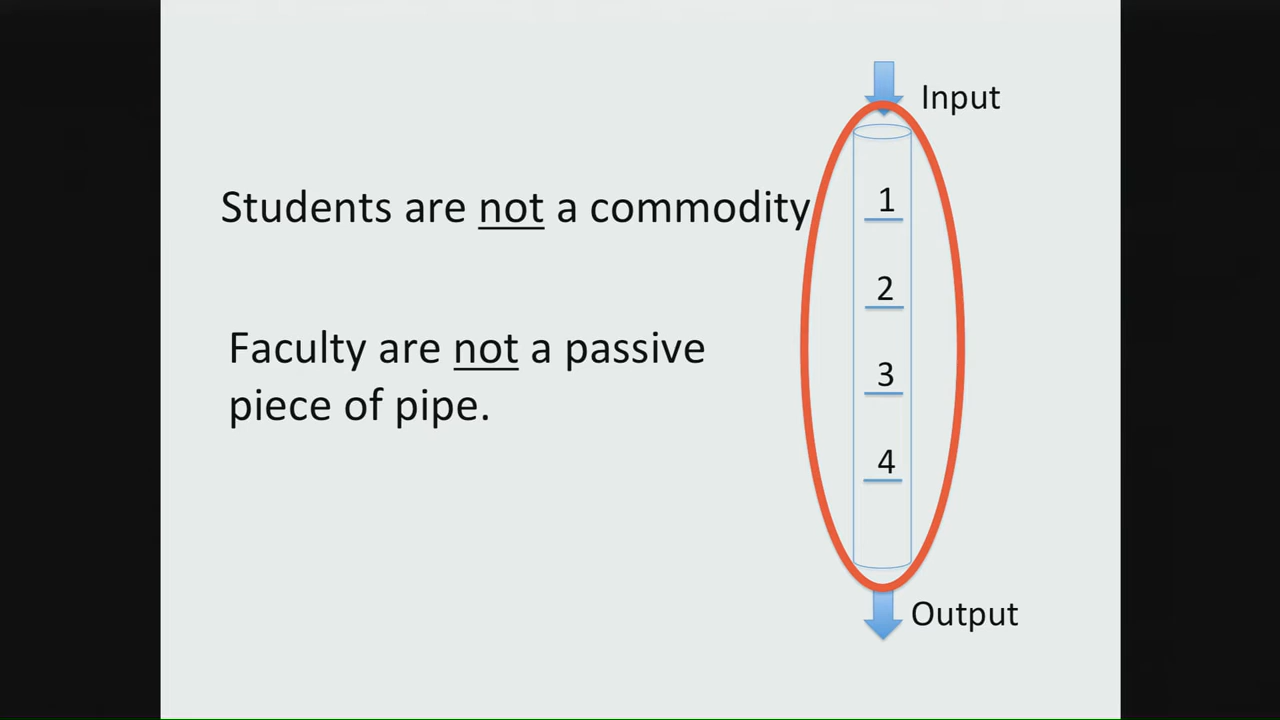 Input
1
Students are not a commodity
2
Faculty are not a passive
piece of pipe.
3
4
Output